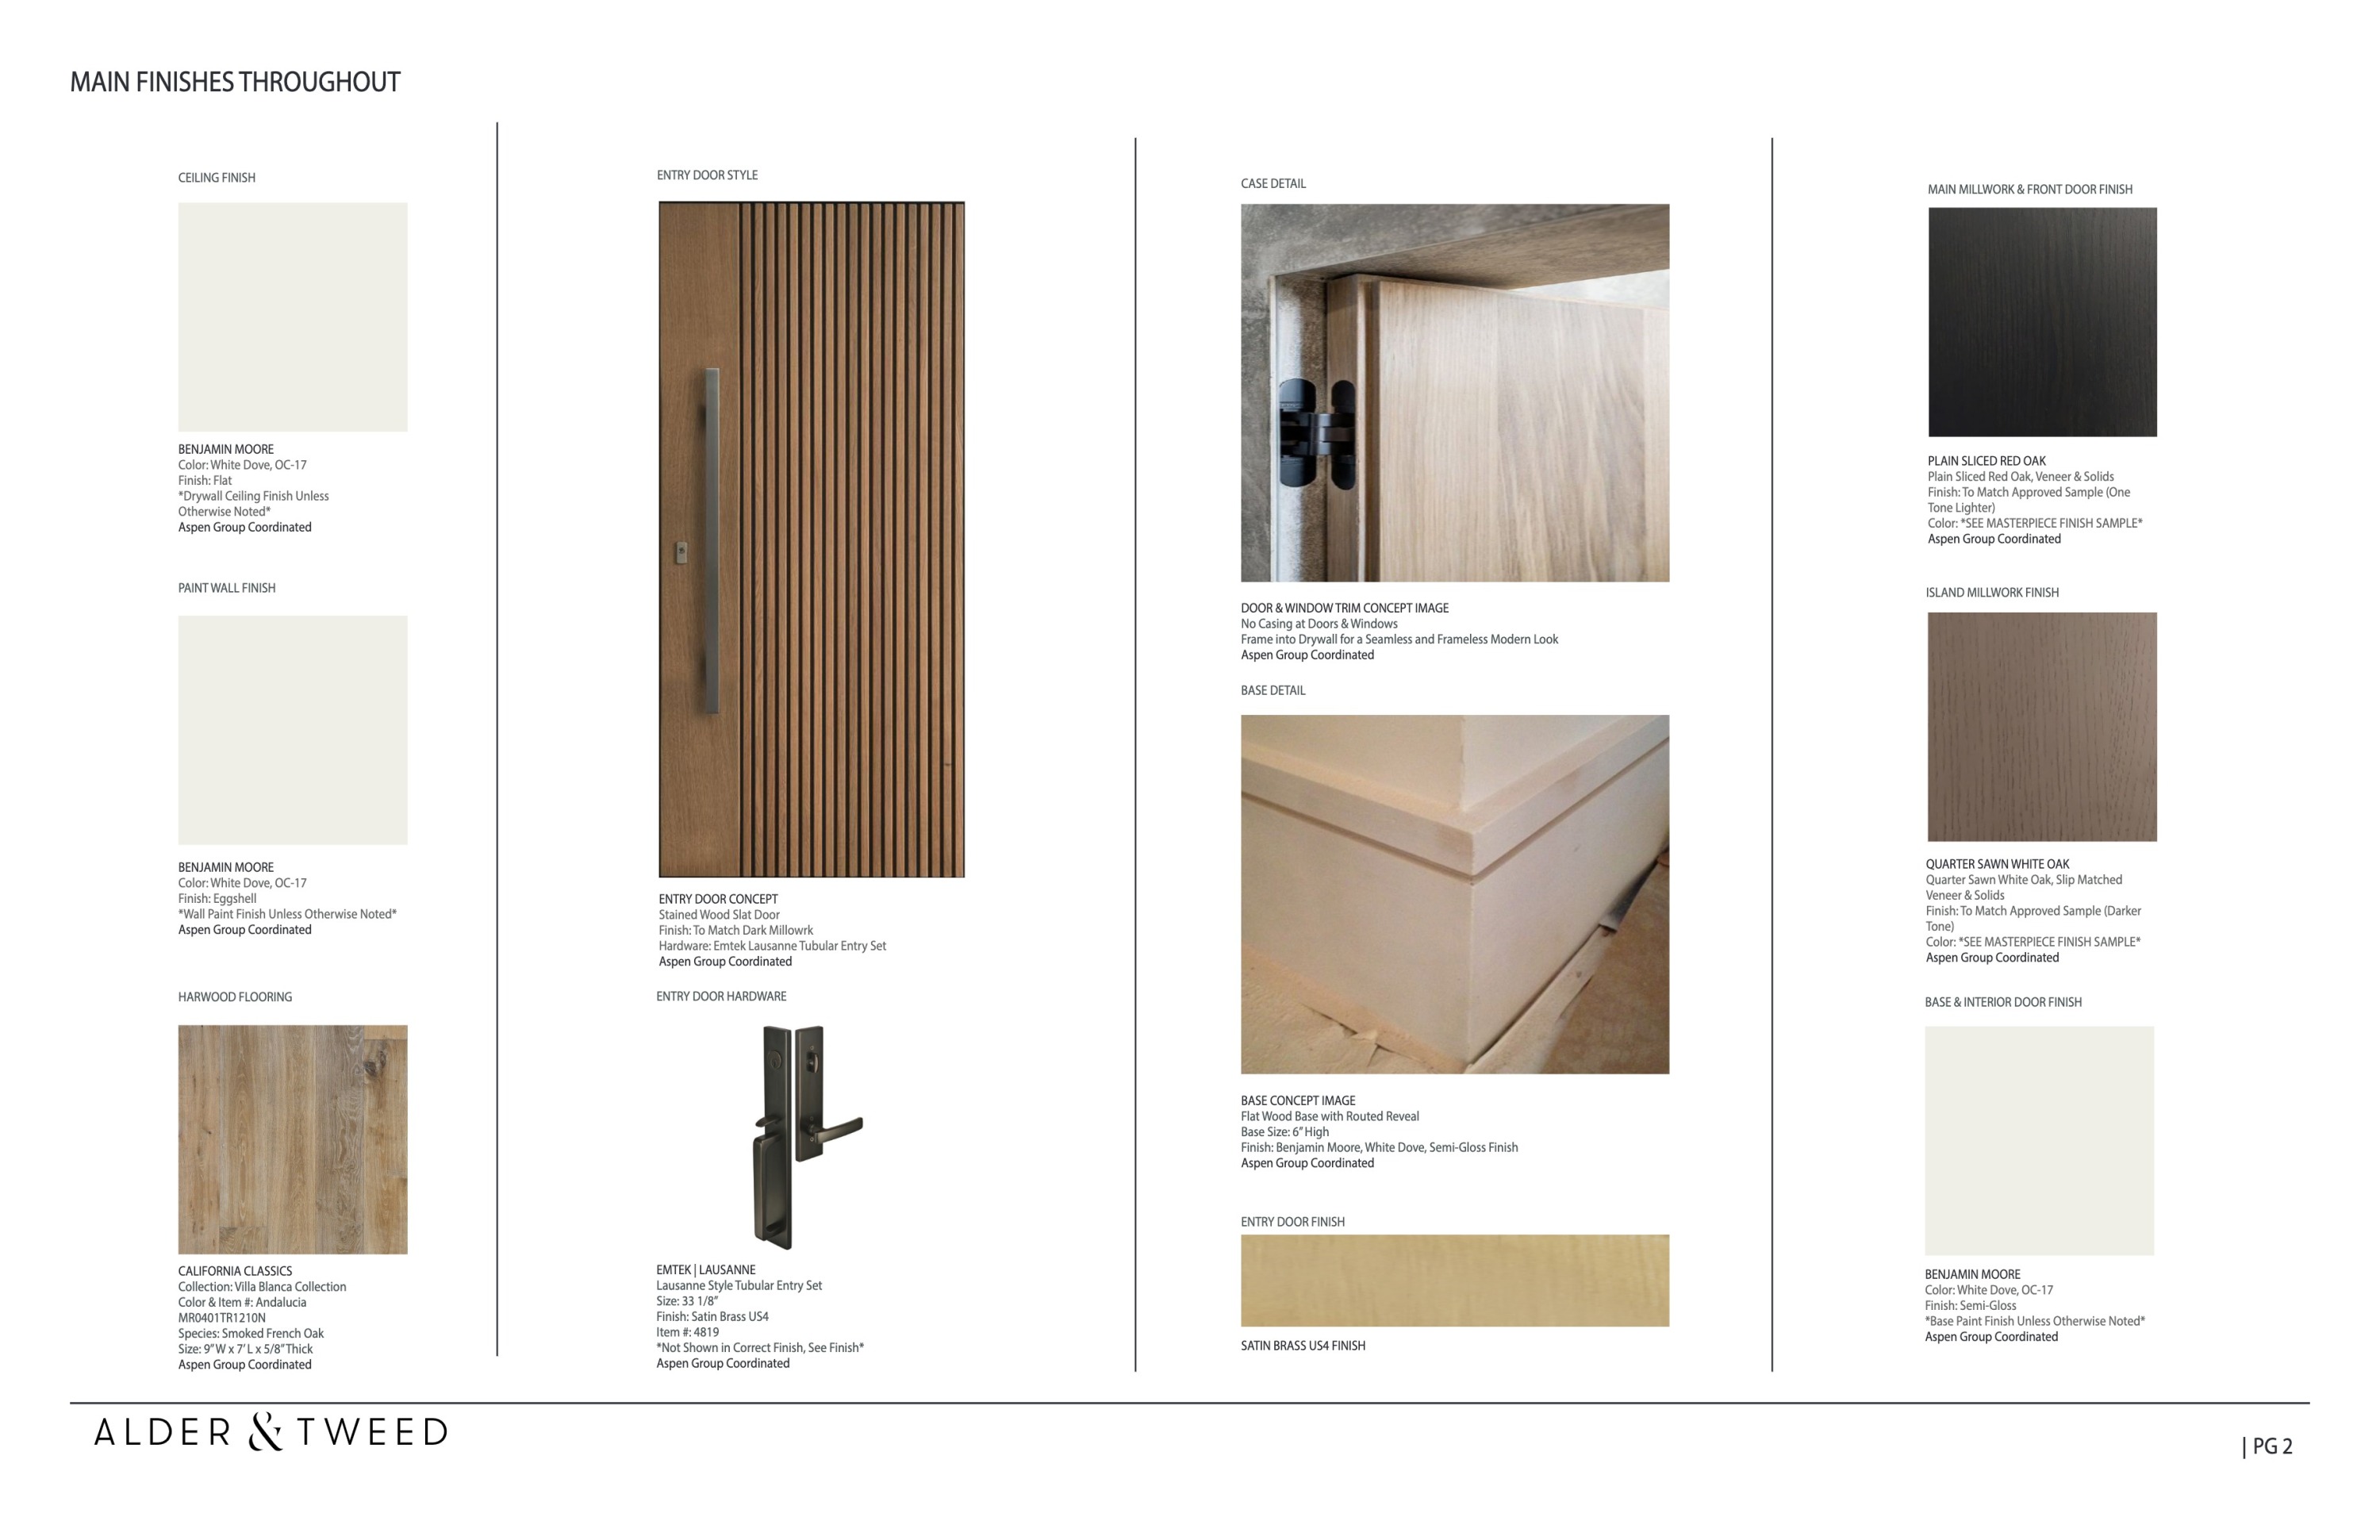 MAIN FINISHES THROUGHOUT
CEILING FINISH
BENJAMIN MOORE
Color: White Dove, OC-17
Finish: Flat
*Drywall Ceiling Finish Unless
Otherwise Noted*
Aspen Group Coordinated
PAINT WALL FINISH
BENJAMIN MOORE
Color: White Dove, OC-17
Finish: Eggshell
*Wall Paint Finish Unless Otherwise Noted*
Aspen Group Coordinated
HARWOOD FLOORING
CALIFORNIA CLASSICS
Collection: Villa Blanca Collection
Color & Item #: Andalucia
MR0401TR1210N
Species: Smoked French Oak
Size: 9" W x 7' L x 5/8" Thick
Aspen Group Coordinated
ENTRY DOOR STYLE
ENTRY DOOR CONCEPT
Stained Wood Slat Door
Finish: To Match Dark Millowrk
Hardware: Emtek Lausanne Tubular Entry Set
Aspen Group Coordinated
ENTRY DOOR HARDWARE
EMTEK | LAUSANNE
Lausanne Style Tubular Entry Set
Size: 33 1/8"
Finish: Satin Brass US4
Item #: 4819
*Not Shown in Correct Finish, See Finish*
Aspen Group Coordinated
CASE DETAIL
DOOR & WINDOW TRIM CONCEPT IMAGE
No Casing at Doors & Windows
Frame into Drywall for a Seamless and Frameless Modern Look
Aspen Group Coordinated
BASE DETAIL
BASE CONCEPT IMAGE
Flat Wood Base with Routed Reveal
Base Size: 6" High
Finish: Benjamin Moore, White Dove, Semi-Gloss Finish
Aspen Group Coordinated
ENTRY DOOR FINISH
SATIN BRASS US4 FINISH
MAIN MILLWORK & FRONT DOOR FINISH
PLAIN SLICED RED OAK
Plain Sliced Red Oak, Veneer & Solids
Finish: To Match Approved Sample (One
Tone Lighter)
Color: *SEE MASTERPIECE FINISH SAMPLE*
Aspen Group Coordinated
ISLAND MILLWORK FINISH
QUARTER SAWN WHITE OAK
Quarter Sawn White Oak, Slip Matched
Veneer & Solids
Finish: To Match Approved Sample (Darker
Tone)
Color: *SEE MASTERPIECE FINISH SAMPLE*
Aspen Group Coordinated
BASE & INTERIOR DOOR FINISH
BENJAMIN MOORE
Color: White Dove, OC-17
Finish: Semi-Gloss
*Base Paint Finish Unless Otherwise Noted*
Aspen Group Coordinated
ALDER & TWEED
| PG 2